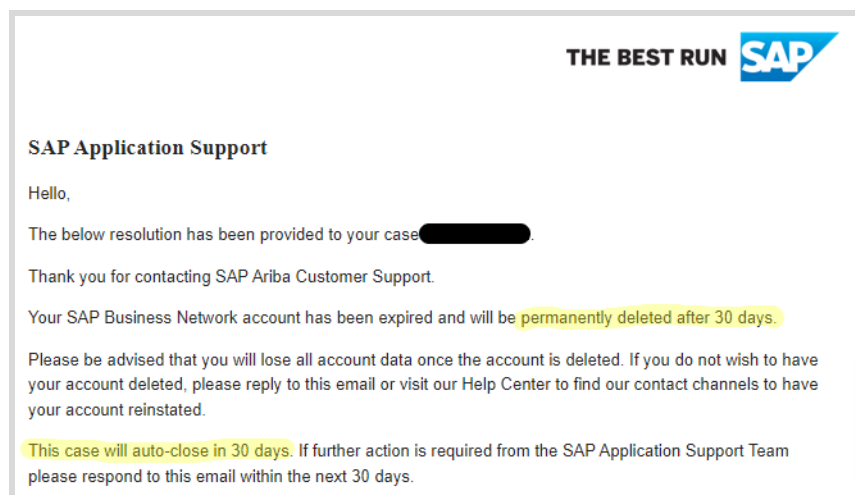 THE BEST RUN SAP
SAP Application Support
Hello,
The below resolution has been provided to your case .
Thank you for contacting SAP Ariba Customer Support.
Your SAP Business Network account has been expired and will be permanently deleted after 30 days.
Please be advised that you will lose all account data once the account is deleted. If you do not wish to have
your account deleted, please reply to this email or visit our Help Center to find our contact channels to have
your account reinstated.
This case will auto-close in 30 days. If further action is required from the SAP Application Support Team
please respond to this email within the next 30 days.